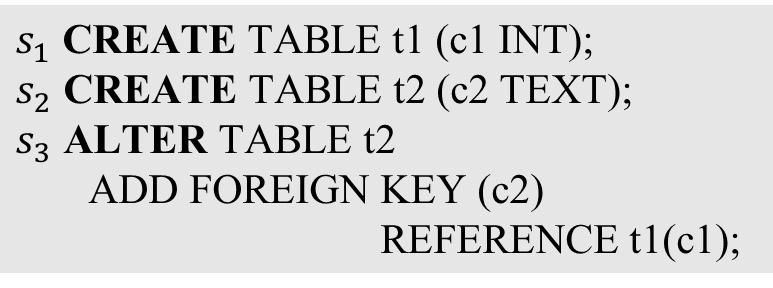 s₁ CREATE TABLE t1 (c1 INT);
s₂ CREATE TABLE t2 (c2 TEXT);
s₃ ALTER TABLE t2
ADD FOREIGN KEY (c2)
REFERENCE t1(c1);